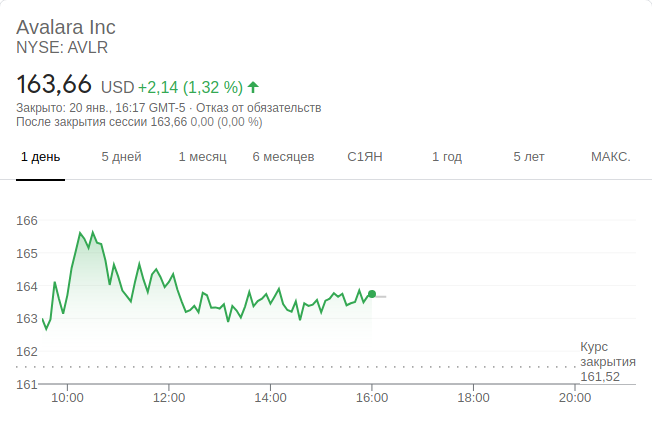 Avalara Inc
NYSE: AVLR
163,66 USD +2,14 (1,32 %)
Закрыто: 20 янв., 16:17 GMT-5 · Отказ от обязательств
После закрытия сессии 163,66 0,00 (0,00 %)
1 день 5 дней 1 месяц 6 месяцев С1ЯН 1 год 5 лет МАКС.
166
165
164
163
162
161
Курс
закрытия
161,52
10:00 12:00 14:00 16:00 18:00 20:00